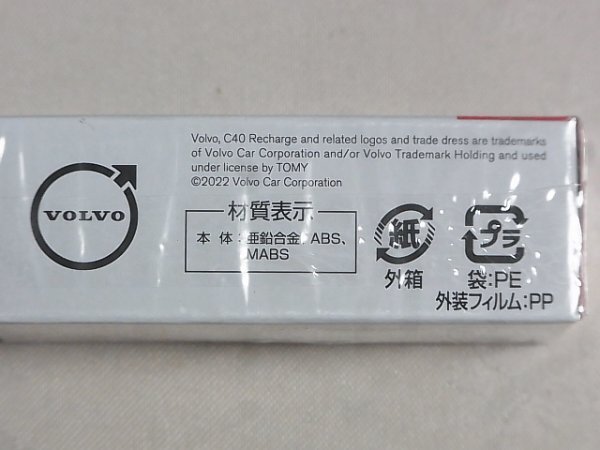 Volvo, C40 Recharge and related logos and trade dress are trademarks
of Volvo Car Corporation and/or Volvo Trademark Holding and used
under license by TOMY
©2022 Volvo Car Corporation
VOLVO
材質表示
本 体：亜鉛合金、ABS、
MABS
紙
外箱
プラ
袋:PE
外装フィルム:PP